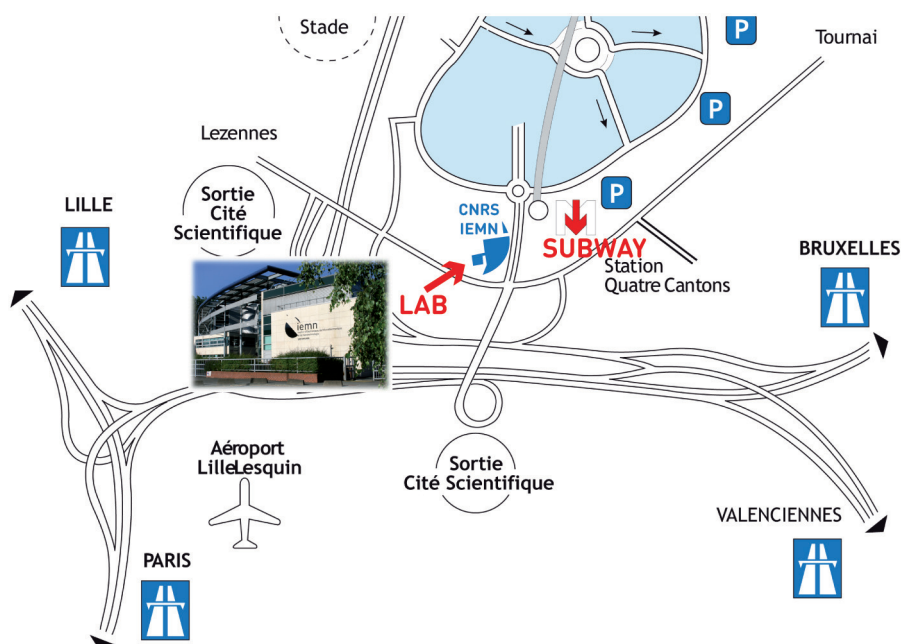 Stade
P
Tournai
P
Lezennes
Sortie
Cité
Scientifique
LILLE
P
CNRS
IEMN
M
SUBWAY
Station
Quatre Cantons
BRUXELLES
LAB
iemn
Aéroport
LilleLesquin
Sortie
Cité Scientifique
VALENCIENNES
PARIS